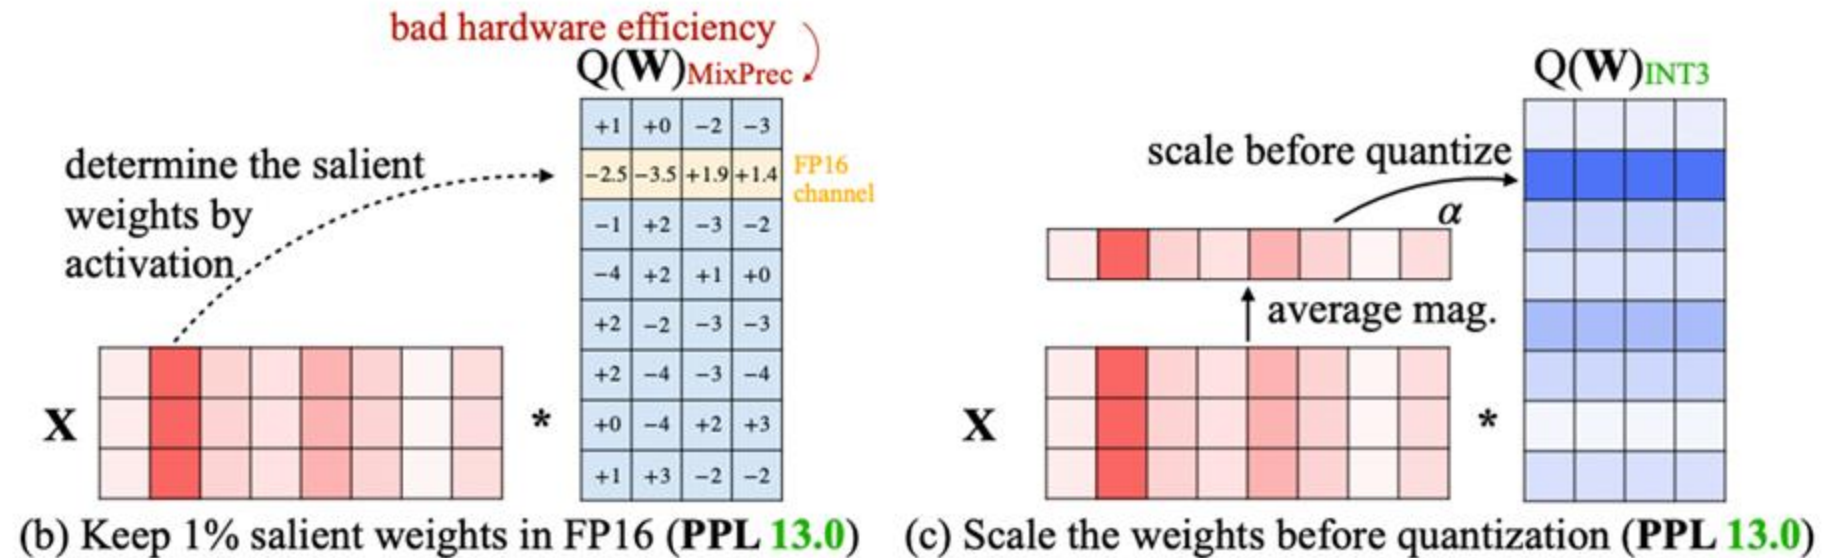 bad hardware efficiency
Q(W)MixPrec
+1 +0 −2 −3
determine the salient
weights by
activation
−2.5 −3.5 +1.9 +1.4
FP16
channel
−1 +2 −3 −2
−4 +2 +1 +0
+2 −2 −3 −3
+2 −4 −3 −4
X
*
+0 −4 +2 +3
+1 +3 −2 −2
(b) Keep 1% salient weights in FP16 (PPL 13.0)
Q(W)INT3
scale before quantize
α
average mag.
X
*
(c) Scale the weights before quantization (PPL 13.0)